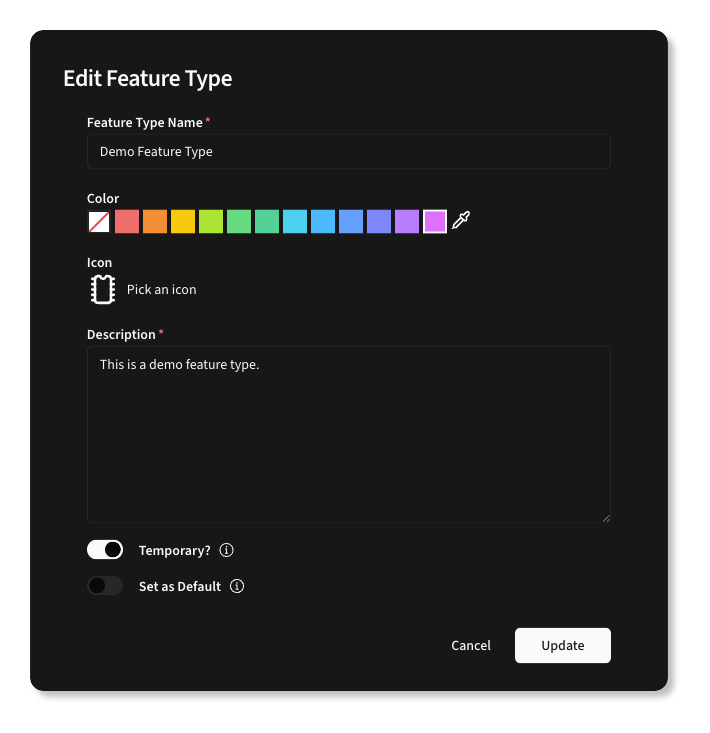 Edit Feature Type
Feature Type Name *
Demo Feature Type
Color
Icon
Pick an icon
Description *
This is a demo feature type.
Temporary?
Set as Default
Cancel Update